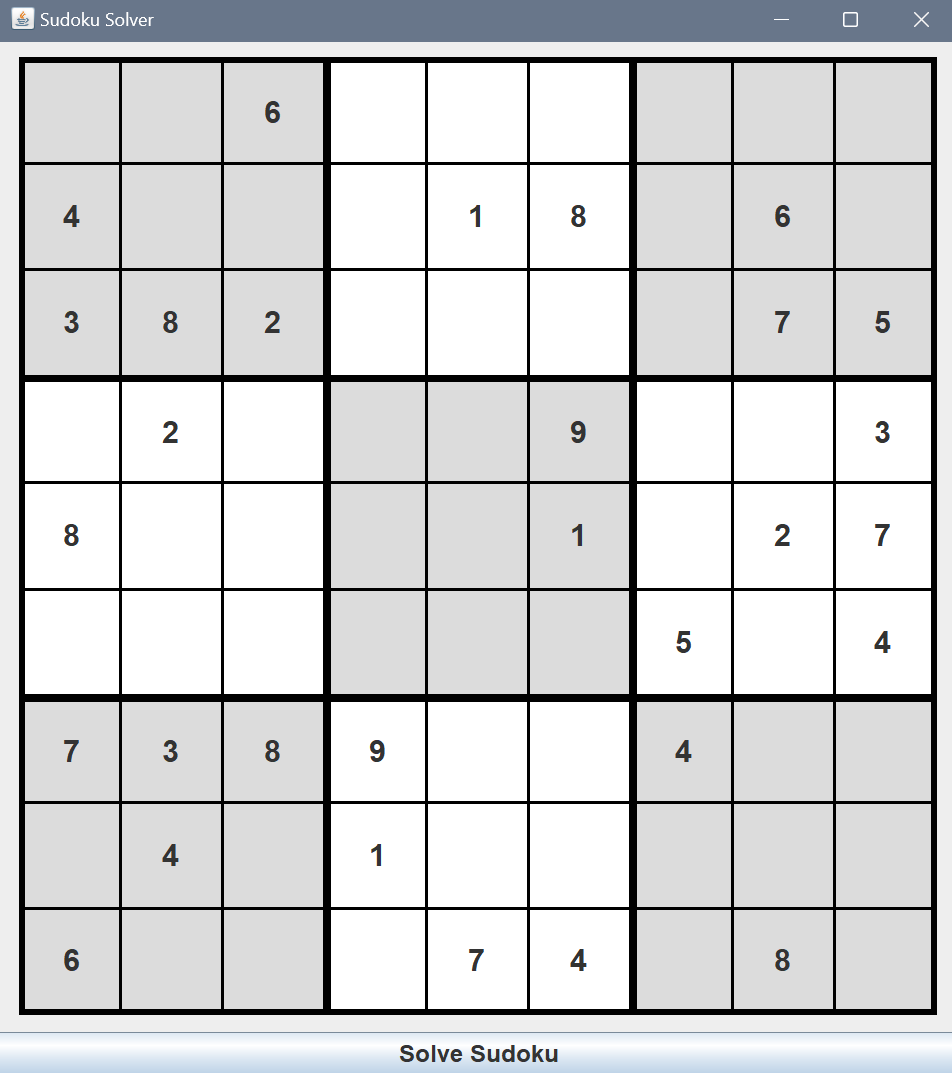 Sudoku Solver
6
4 1 8 6
3 8 2 7 5
2 9 3
8 1 2 7
5 4
7 3 8 9 4
4 1
6 7 4 8
Solve Sudoku